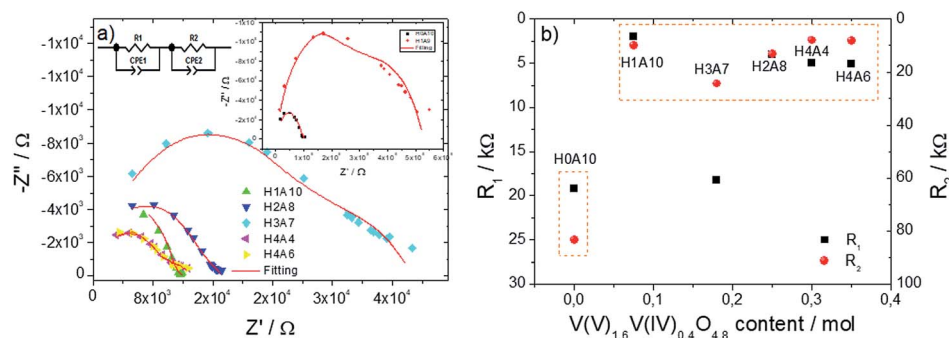 a)
R1 R2
CPE1 CPE2
-1x10⁴
-1x10⁴
-1x10⁴
-1x10⁴
-8x10³
-6x10³
-4x10³
-2x10³
0
-Z'' / Ω
8x10³ 2x10⁴ 2x10⁴ 3x10⁴ 4x10⁴
Z' / Ω
H1A10
H2A8
H3A7
H4A4
H4A6
Fitting
H0A10
Fitting
-Z'' / Ω
Z' / Ω
b)
0
5
10
15
20
25
30
R₁ / kΩ
0
20
40
60
80
100
R₂ / kΩ
0,0 0,1 0,2 0,3 0,4
V(V)₁.₆V(IV)₀.₄O₄.₈ content / mol
H0A10
H1A10
H3A7
H2A8
H4A4
H4A6
R₁
R₂